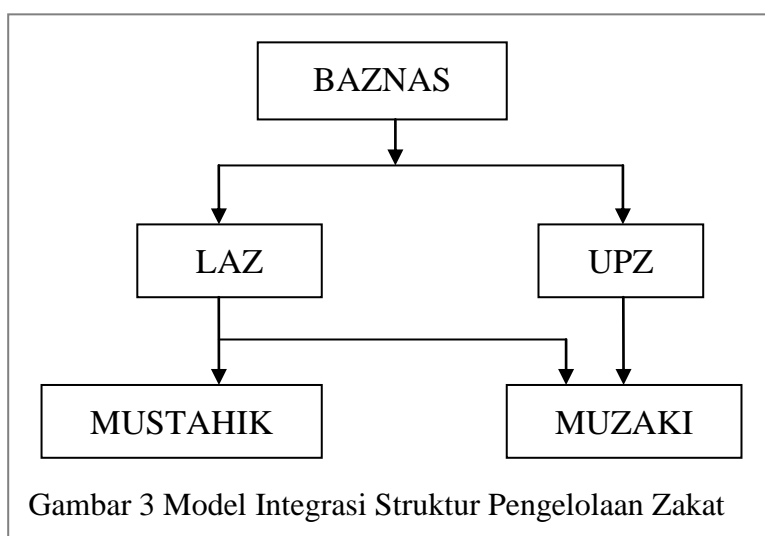 BAZNAS
LAZ
UPZ
MUSTAHIK
MUZAKI
Gambar 3 Model Integrasi Struktur Pengelolaan Zakat